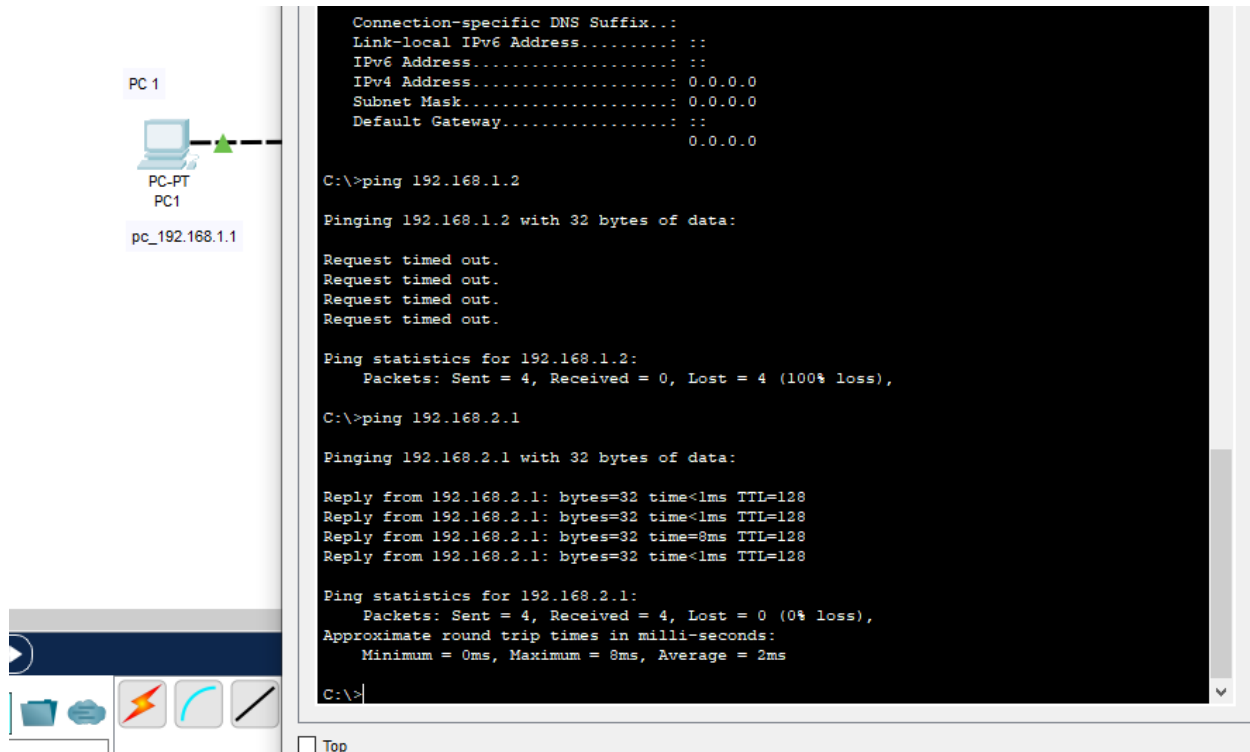 PC 1
PC-PT
PC1
pc_192.168.1.1
Connection-specific DNS Suffix..:
Link-local IPv6 Address.........: ::
IPv6 Address....................: ::
IPv4 Address....................: 0.0.0.0
Subnet Mask.....................: 0.0.0.0
Default Gateway.................: ::
0.0.0.0
C:\>ping 192.168.1.2
Pinging 192.168.1.2 with 32 bytes of data:
Request timed out.
Request timed out.
Request timed out.
Request timed out.
Ping statistics for 192.168.1.2:
Packets: Sent = 4, Received = 0, Lost = 4 (100% loss),
C:\>ping 192.168.2.1
Pinging 192.168.2.1 with 32 bytes of data:
Reply from 192.168.2.1: bytes=32 time<1ms TTL=128
Reply from 192.168.2.1: bytes=32 time<1ms TTL=128
Reply from 192.168.2.1: bytes=32 time=8ms TTL=128
Reply from 192.168.2.1: bytes=32 time<1ms TTL=128
Ping statistics for 192.168.2.1:
Packets: Sent = 4, Received = 4, Lost = 0 (0% loss),
Approximate round trip times in milli-seconds:
Minimum = 0ms, Maximum = 8ms, Average = 2ms
C:\>
Top